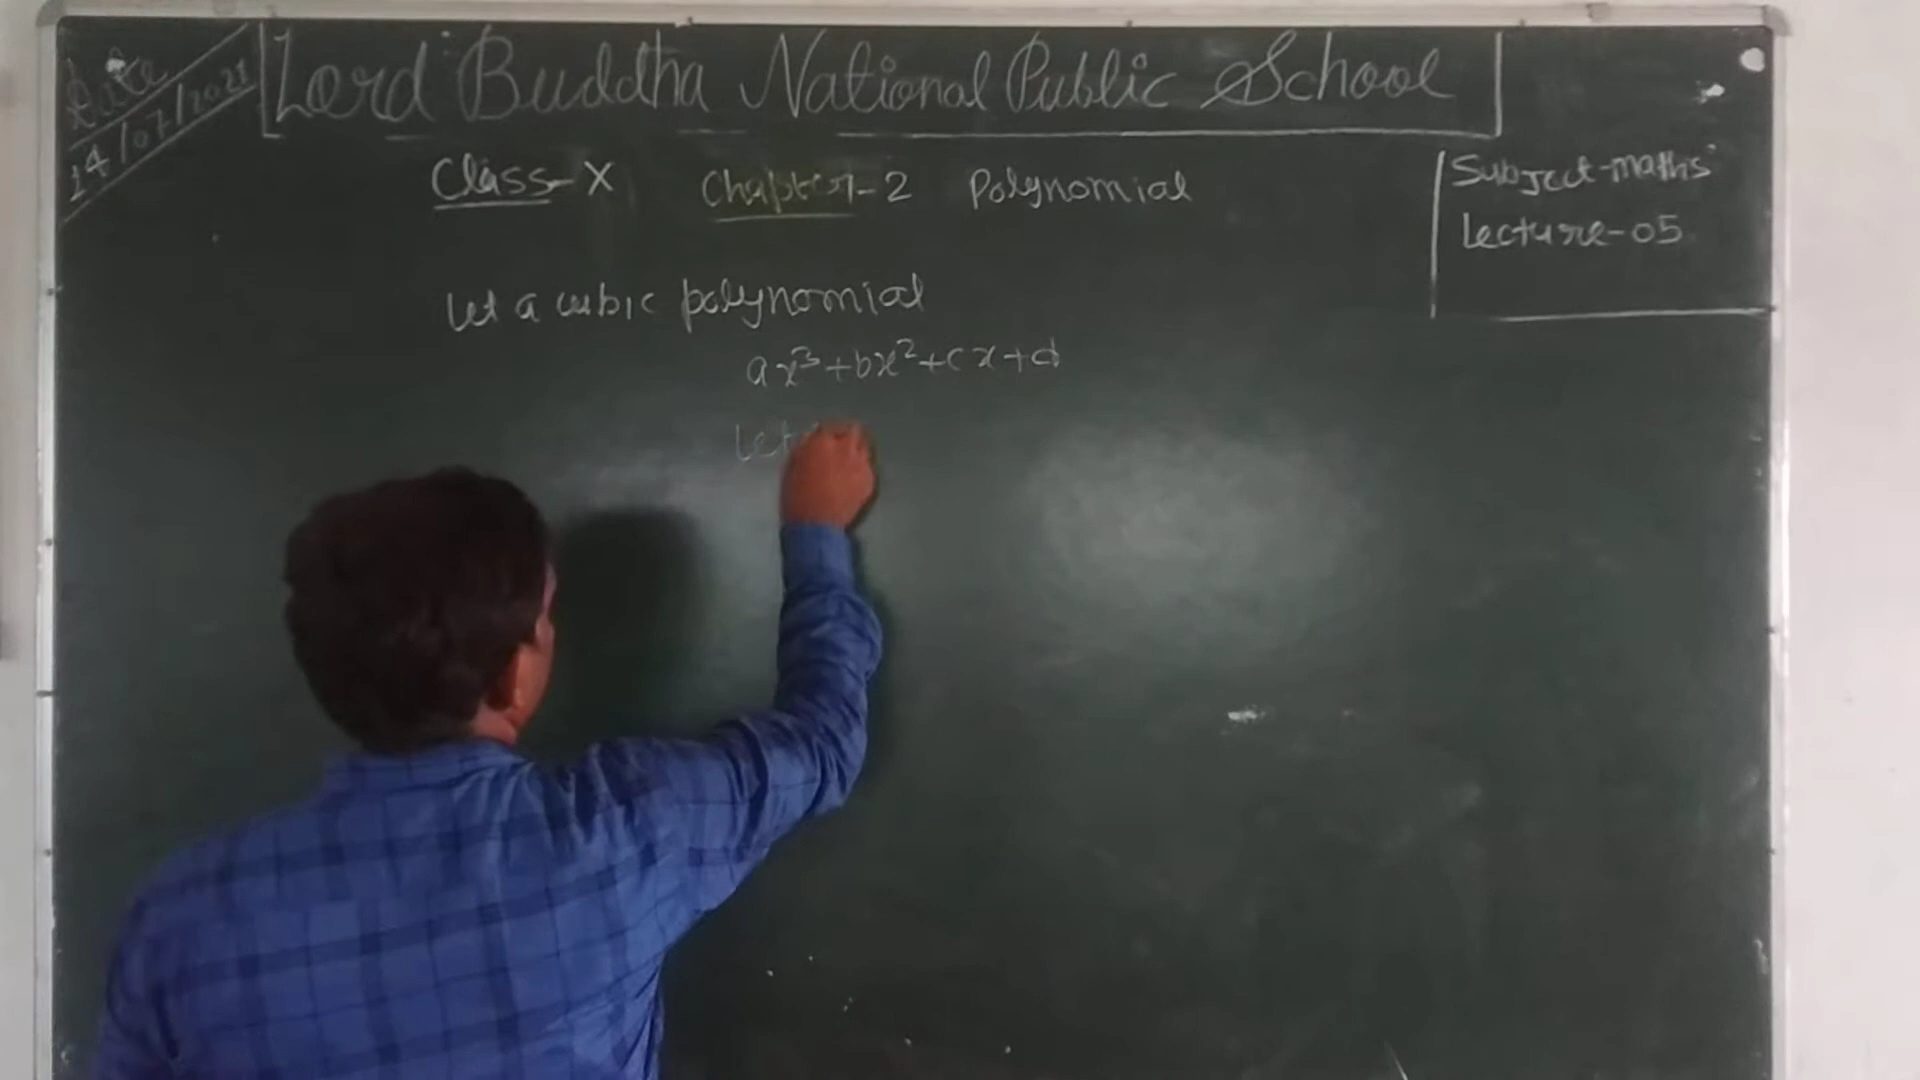 Date
14/07/2021
Lord Buddha National Public School
Class-X Chapter-2 Polynomial
Subject-maths
Lecture-05
Let a cubic polynomial
ax³+bx²+cx+d
Let